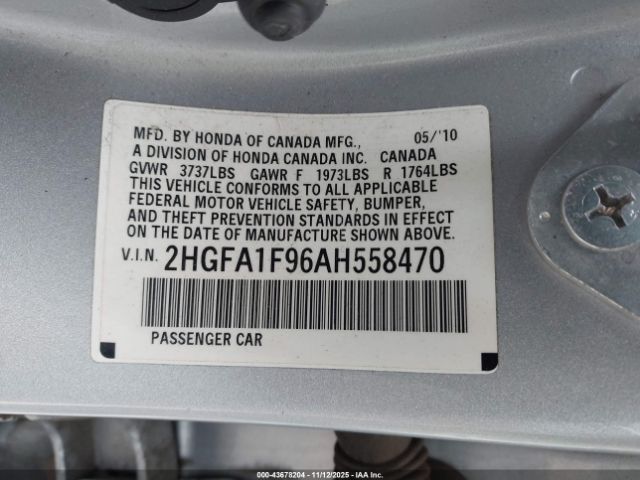 MFD. BY HONDA OF CANADA MFG., 05/'10
A DIVISION OF HONDA CANADA INC. CANADA
GVWR 3737LBS GAWR F 1973LBS R 1764LBS
THIS VEHICLE CONFORMS TO ALL APPLICABLE
FEDERAL MOTOR VEHICLE SAFETY, BUMPER,
AND THEFT PREVENTION STANDARDS IN EFFECT
ON THE DATE OF MANUFACTURE SHOWN ABOVE.
V.I.N. 2HGFA1F96AH558470
PASSENGER CAR
000-43678204 - 11/12/2025 - IAA Inc.